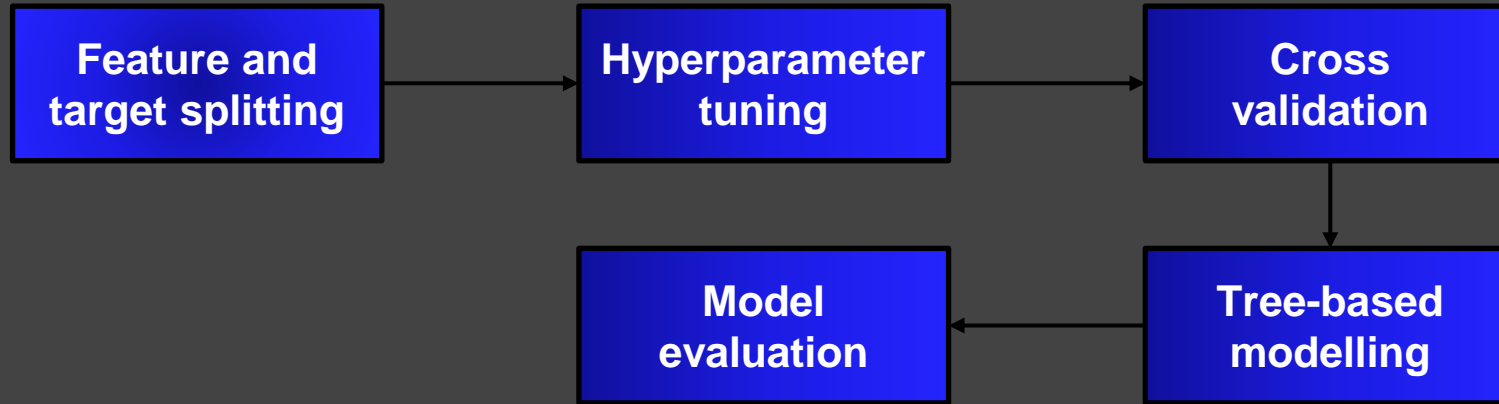 Feature and
target splitting
Hyperparameter
tuning
Cross
validation
Tree-based
modelling
Model
evaluation